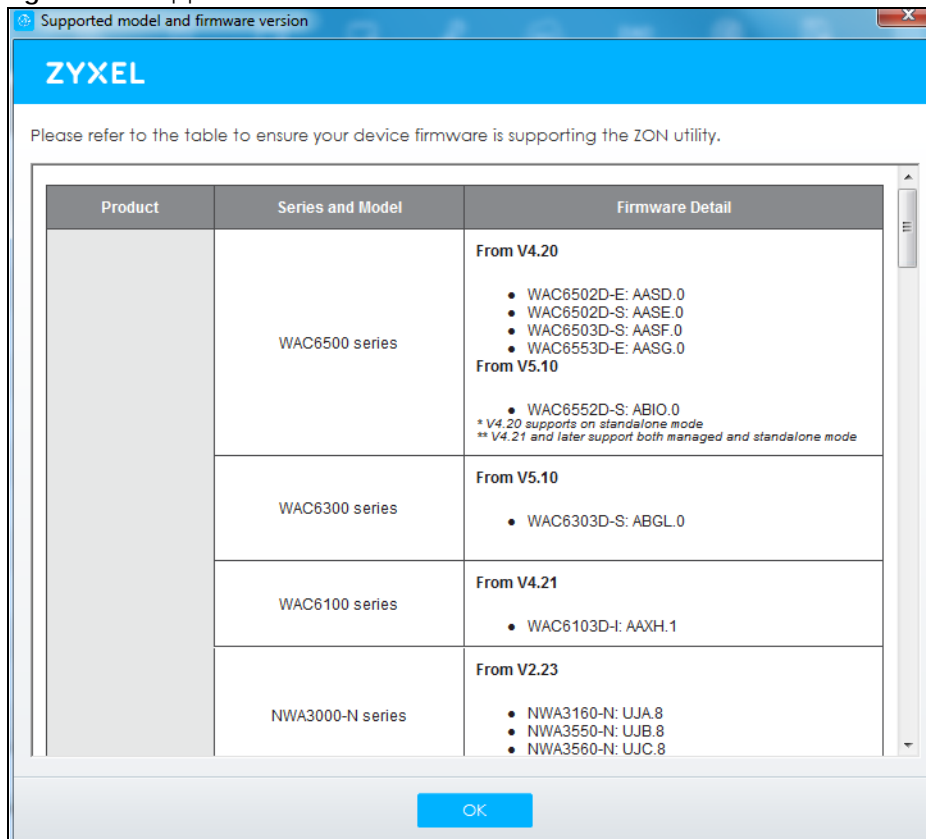 Supported model and firmware version
ZYXEL
Please refer to the table to ensure your device firmware is supporting the ZON utility.
Product
Series and Model
Firmware Detail
WAC6500 series
From V4.20
• WAC6502D-E: AASD.0
• WAC6502D-S: AASE.0
• WAC6503D-S: AASF.0
• WAC6553D-E: AASG.0
From V5.10
• WAC6552D-S: ABIO.0
* V4.20 supports on standalone mode
** V4.21 and later support both managed and standalone mode
WAC6300 series
From V5.10
• WAC6303D-S: ABGL.0
WAC6100 series
From V4.21
• WAC6103D-I: AAXH.1
NWA3000-N series
From V2.23
• NWA3160-N: UJA.8
• NWA3550-N: UJB.8
• NWA3560-N: UJC.8
OK